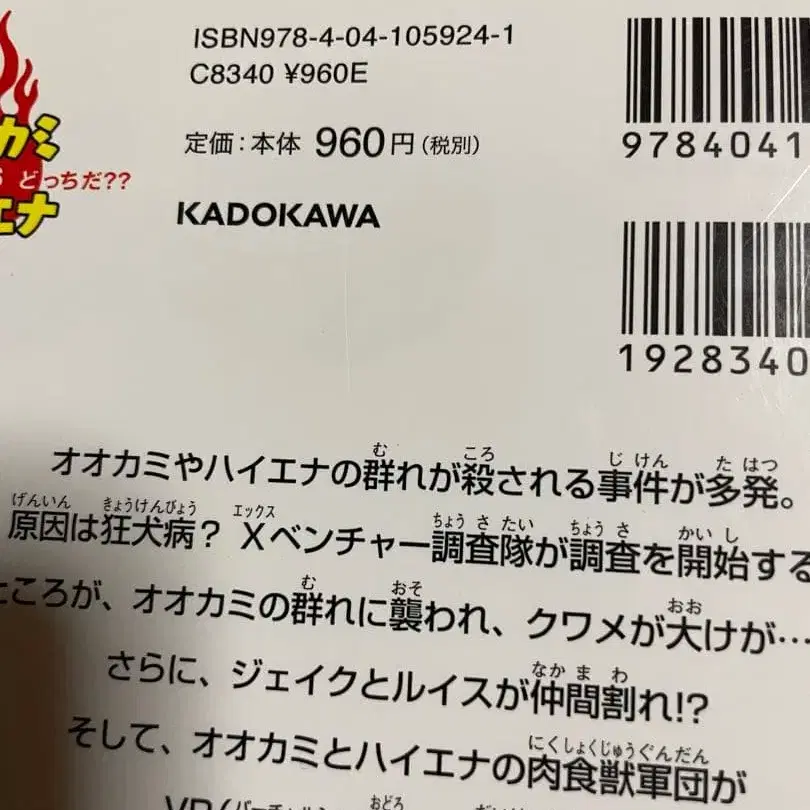 ISBN978-4-04-105924-1
C8340 ¥960E
定価：本体 960円（税別）
カミ
どっちだ??
エナ
KADOKAWA
9784041
1928340
オオカミやハイエナの群れが殺される事件が多発。
原因は狂犬病？ Xベンチャー調査隊が調査を開始する
ころが、オオカミの群れに襲われ、クワメが大けが…
さらに、ジェイクとルイスが仲間割れ!?
そして、オオカミとハイエナの肉食獣軍団が